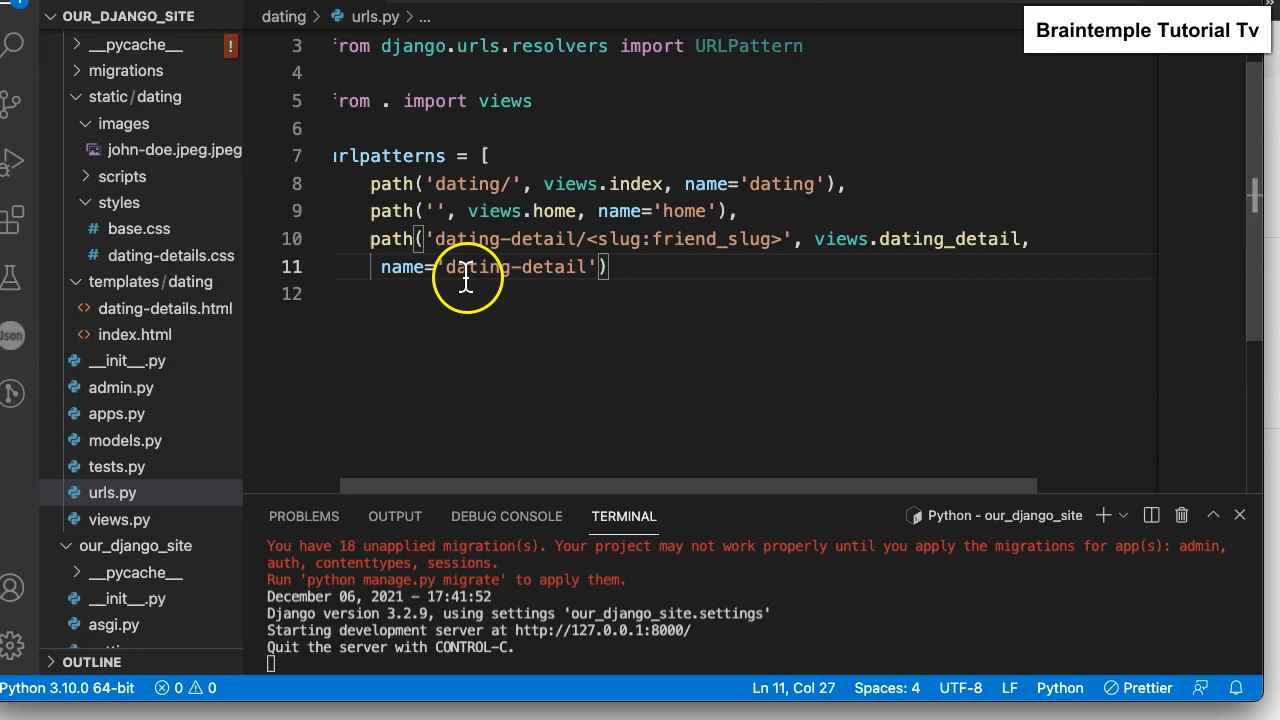 OUR_DJANGO_SITE
dating > urls.py > ...
Braintemple Tutorial Tv
__pycache__
!
migrations
static/dating
images
john-doe.jpeg.jpeg
scripts
styles
base.css
dating-details.css
templates/dating
dating-details.html
index.html
__init__.py
admin.py
apps.py
models.py
tests.py
urls.py
views.py
our_django_site
__pycache__
__init__.py
asgi.py
OUTLINE
Json
3 from django.urls.resolvers import URLPattern
4
5 from . import views
6
7 urlpatterns = [
8 path('dating/', views.index, name='dating'),
9 path('', views.home, name='home'),
10 path('dating-detail/<slug:friend_slug>', views.dating_detail,
11 name='dating-detail')
12
PROBLEMS OUTPUT DEBUG CONSOLE TERMINAL
Python - our_django_site
You have 18 unapplied migration(s). Your project may not work properly until you apply the migrations for app(s): admin,
auth, contenttypes, sessions.
Run 'python manage.py migrate' to apply them.
December 06, 2021 - 17:41:52
Django version 3.2.9, using settings 'our_django_site.settings'
Starting development server at http://127.0.0.1:8000/
Quit the server with CONTROL-C.
Python 3.10.0 64-bit 0 0 Ln 11, Col 27 Spaces: 4 UTF-8 LF Python Prettier